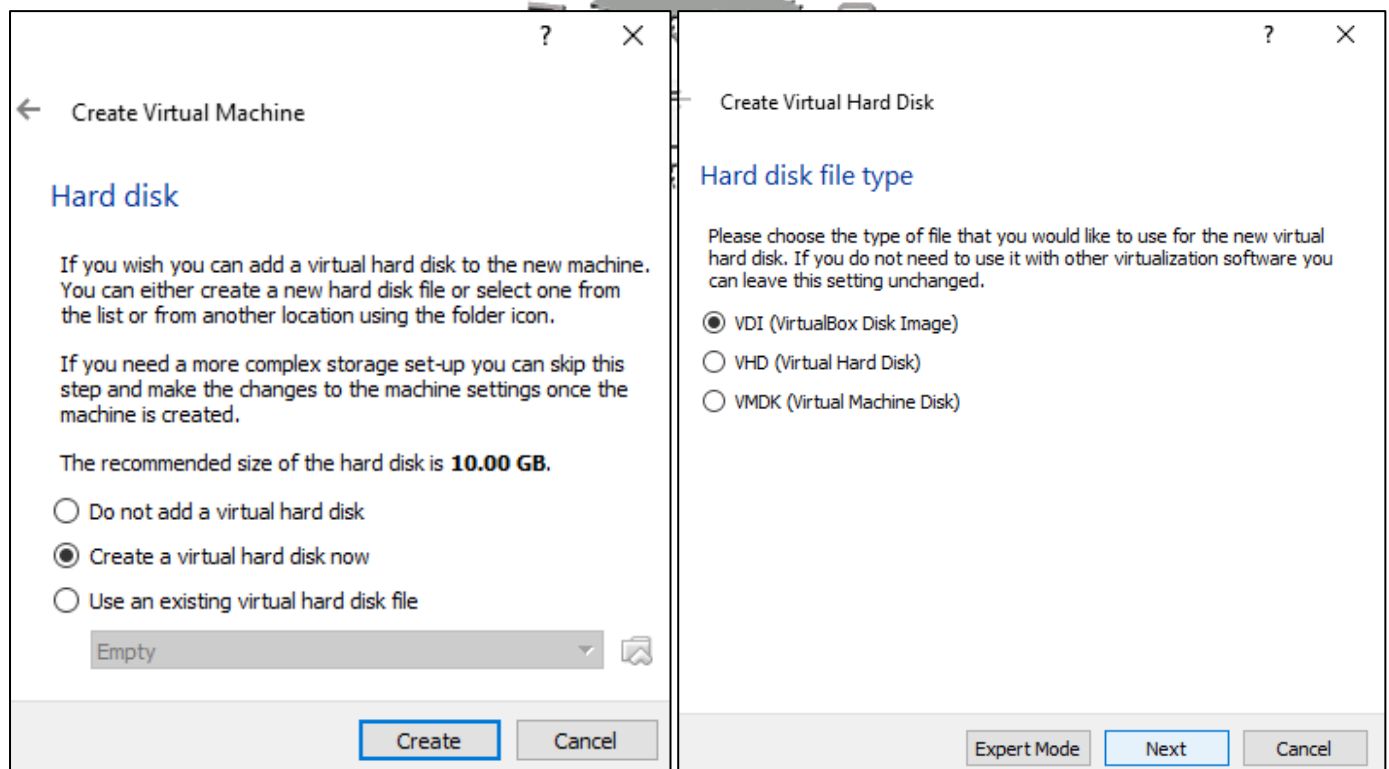 ?
Create Virtual Machine
Hard disk
If you wish you can add a virtual hard disk to the new machine.
You can either create a new hard disk file or select one from
the list or from another location using the folder icon.
If you need a more complex storage set-up you can skip this
step and make the changes to the machine settings once the
machine is created.
The recommended size of the hard disk is 10.00 GB.
Do not add a virtual hard disk
Create a virtual hard disk now
Use an existing virtual hard disk file
Empty
Create Cancel
?
Create Virtual Hard Disk
Hard disk file type
Please choose the type of file that you would like to use for the new virtual
hard disk. If you do not need to use it with other virtualization software you
can leave this setting unchanged.
VDI (VirtualBox Disk Image)
VHD (Virtual Hard Disk)
VMDK (Virtual Machine Disk)
Expert Mode Next Cancel